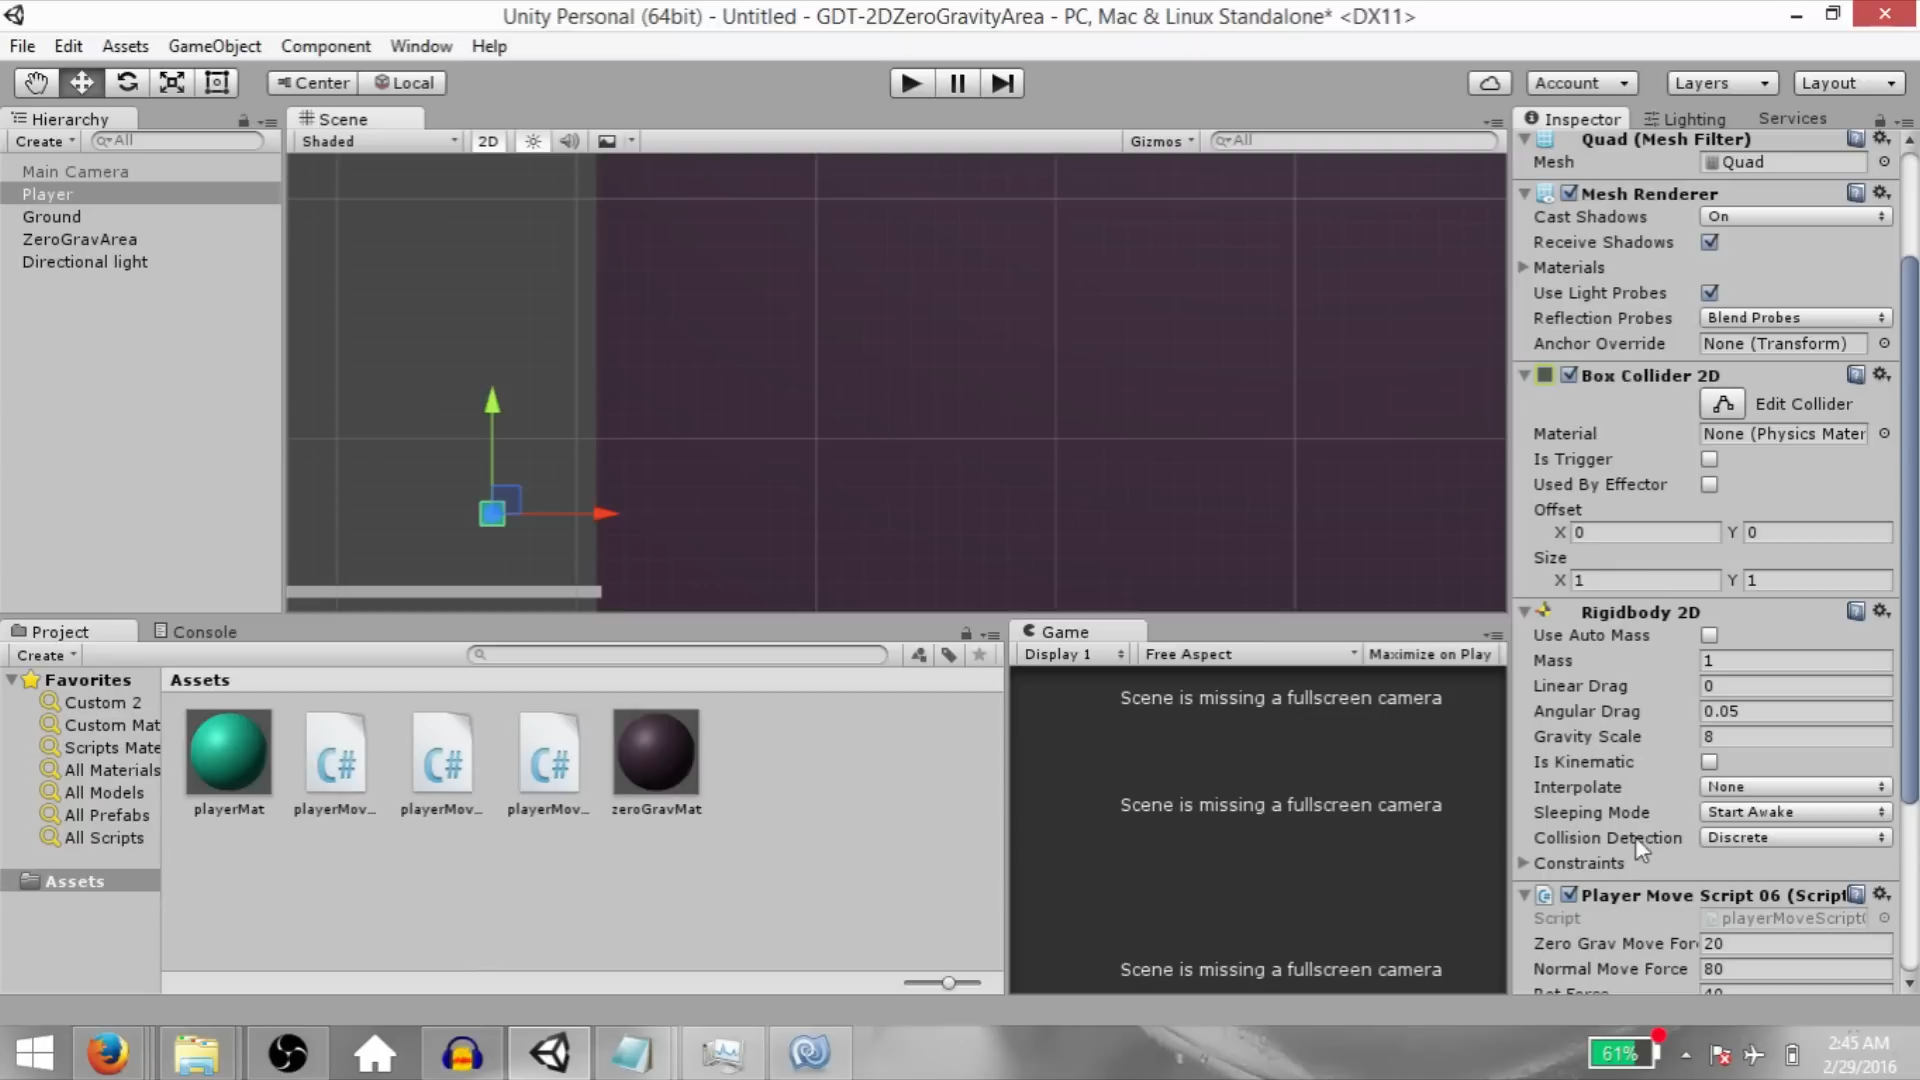 Unity Personal (64bit) - Untitled - GDT-2DZeroGravityArea - PC, Mac & Linux Standalone* <DX11>
File Edit Assets GameObject Component Window Help
Center Local Account Layers Layout
Hierarchy
Create All
Main Camera
Player
Ground
ZeroGravArea
Directional light
Scene
Shaded 2D Gizmos All
Inspector Lighting Services
Quad (Mesh Filter)
Mesh Quad
Mesh Renderer
Cast Shadows On
Receive Shadows
Materials
Use Light Probes
Reflection Probes Blend Probes
Anchor Override None (Transform)
Box Collider 2D
Edit Collider
Material None (Physics Mater
Is Trigger
Used By Effector
Offset
X 0 Y 0
Size
X 1 Y 1
Rigidbody 2D
Use Auto Mass
Mass 1
Linear Drag 0
Angular Drag 0.05
Gravity Scale 8
Is Kinematic
Interpolate None
Sleeping Mode Start Awake
Collision Detection Discrete
Constraints
Player Move Script 06 (Script
Script playerMoveScript
Zero Grav Move For 20
Normal Move Force 80
Rot Force 40
Project Console
Create
Favorites
Custom 2
Custom Mat
Scripts Mate
All Materials
All Models
All Prefabs
All Scripts
Assets
Assets
playerMat playerMov... playerMov... playerMov... zeroGravMat
C# C# C#
Game
Display 1 Free Aspect Maximize on Play
Scene is missing a fullscreen camera
Scene is missing a fullscreen camera
Scene is missing a fullscreen camera
61%
2:45 AM
2/29/2016